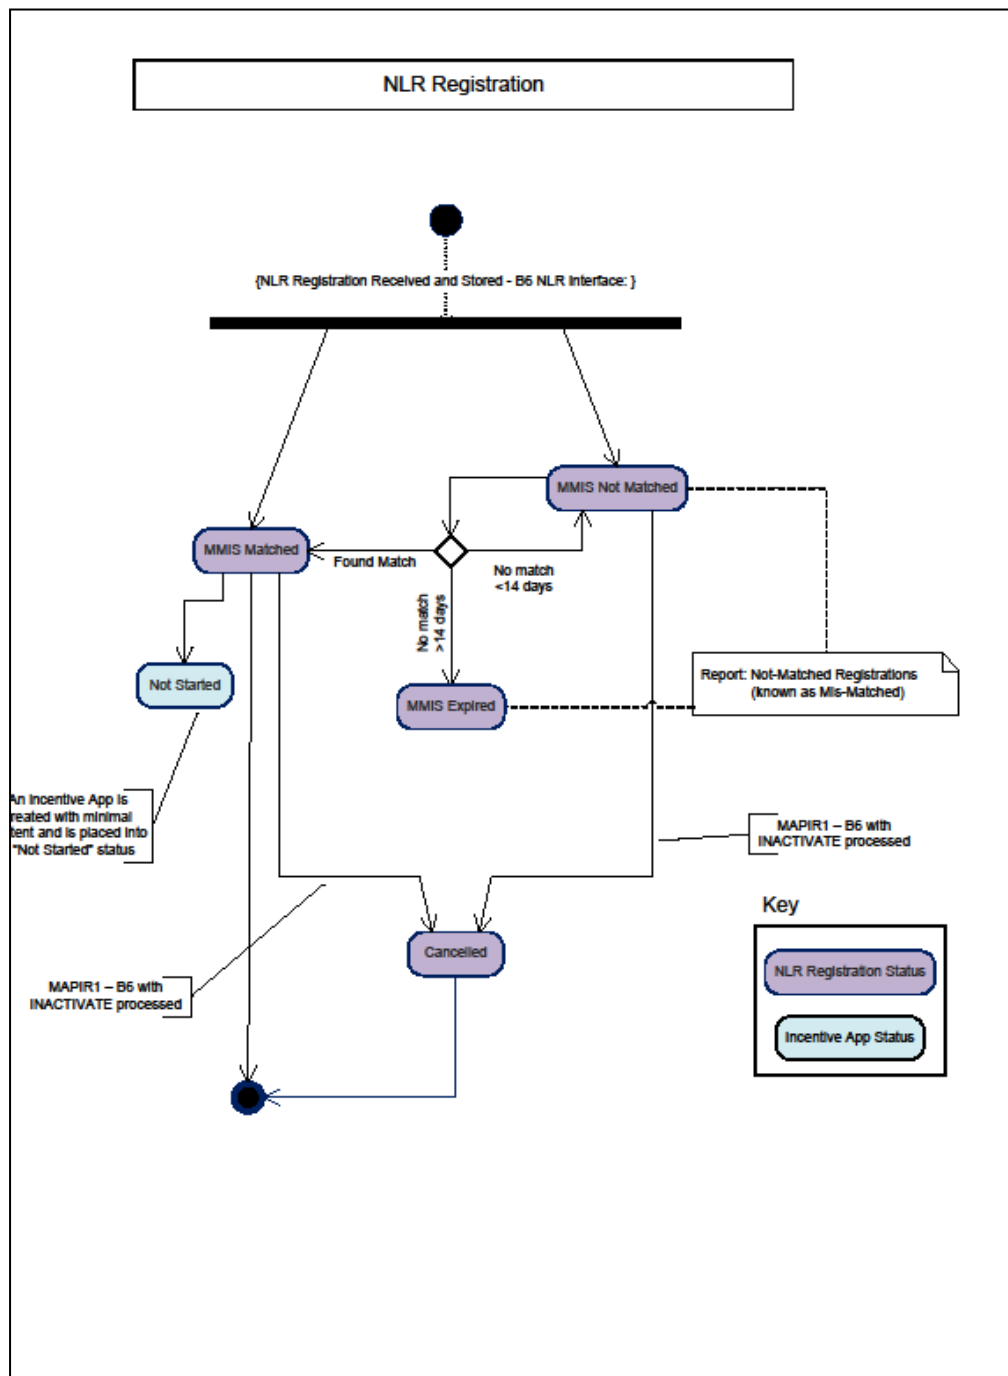 NLR Registration
{NLR Registration Received and Stored - B6 NLR Interface: }
MMIS Not Matched
MMIS Matched
Found Match
No match
<14 days
No match
>14 days
Not Started
MMIS Expired
Report: Not-Matched Registrations
(known as Mis-Matched)
An Incentive App is
reated with minimal
tent and is placed into
"Not Started" status
MAPIR1 – B6 with
INACTIVATE processed
Cancelled
MAPIR1 – B6 with
INACTIVATE processed
Key
NLR Registration Status
Incentive App Status